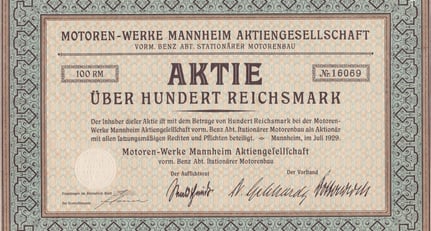 MOTOREN-WERKE MANNHEIM AKTIENGESELLSCHAFT
VORM. BENZ ABT. STATIONÄRER MOTORENBAU
100 RM
№ 16069
AKTIE
ÜBER HUNDERT REICHSMARK
Der Inhaber dieser Aktie ist mit dem Betrage von Hundert Reichsmark bei der Motoren-
Werke Mannheim Aktiengesellschaft vorm. Benz Abt. Stationärer Motorenbau als Aktionär
mit allen satzungsmäßigen Rechten und Pflichten beteiligt. — Mannheim, im Juli 1929.
Motoren-Werke Mannheim Aktiengesellschaft
vorm. Benz Abt. Stationärer Motorenbau
Der Aufsichtsrat
Der Vorstand